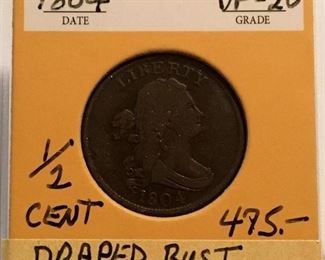 1804 VF-20
DATE GRADE
LIBERTY
1804
1/2
CENT 475.-
DRAPED BUST